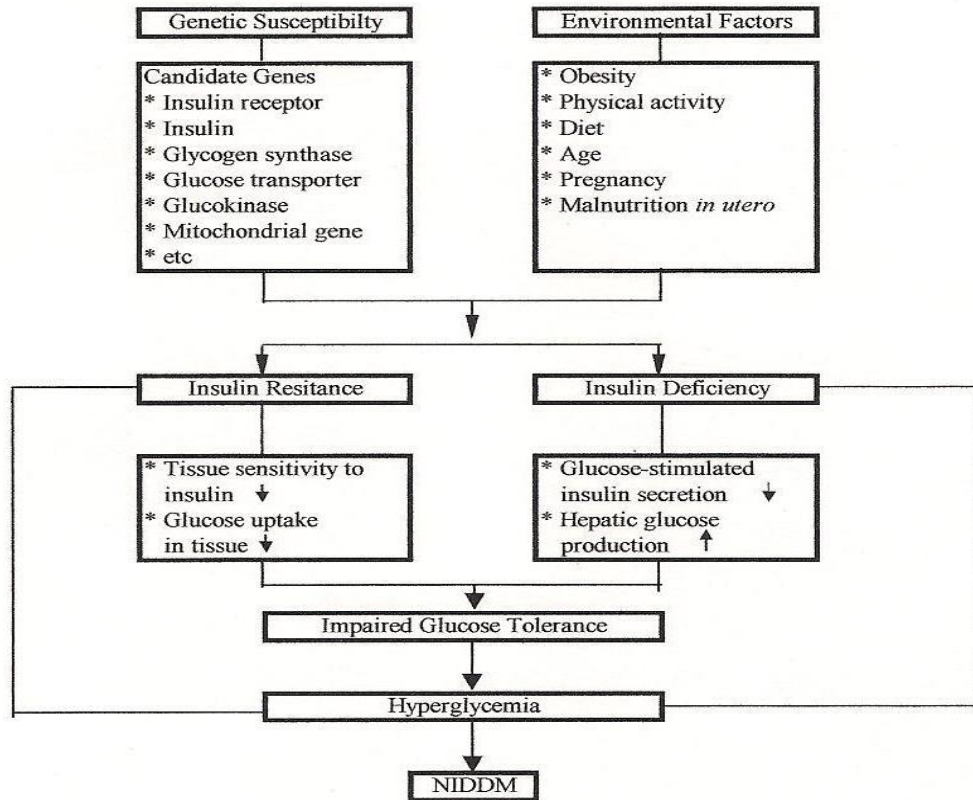 Genetic Susceptibilty
Environmental Factors
Candidate Genes
* Insulin receptor
* Insulin
* Glycogen synthase
* Glucose transporter
* Glucokinase
* Mitochondrial gene
* etc
* Obesity
* Physical activity
* Diet
* Age
* Pregnancy
* Malnutrition in utero
Insulin Resitance
Insulin Deficiency
* Tissue sensitivity to
insulin ↓
* Glucose uptake
in tissue ↓
* Glucose-stimulated
insulin secretion ↓
* Hepatic glucose
production ↑
Impaired Glucose Tolerance
Hyperglycemia
NIDDM